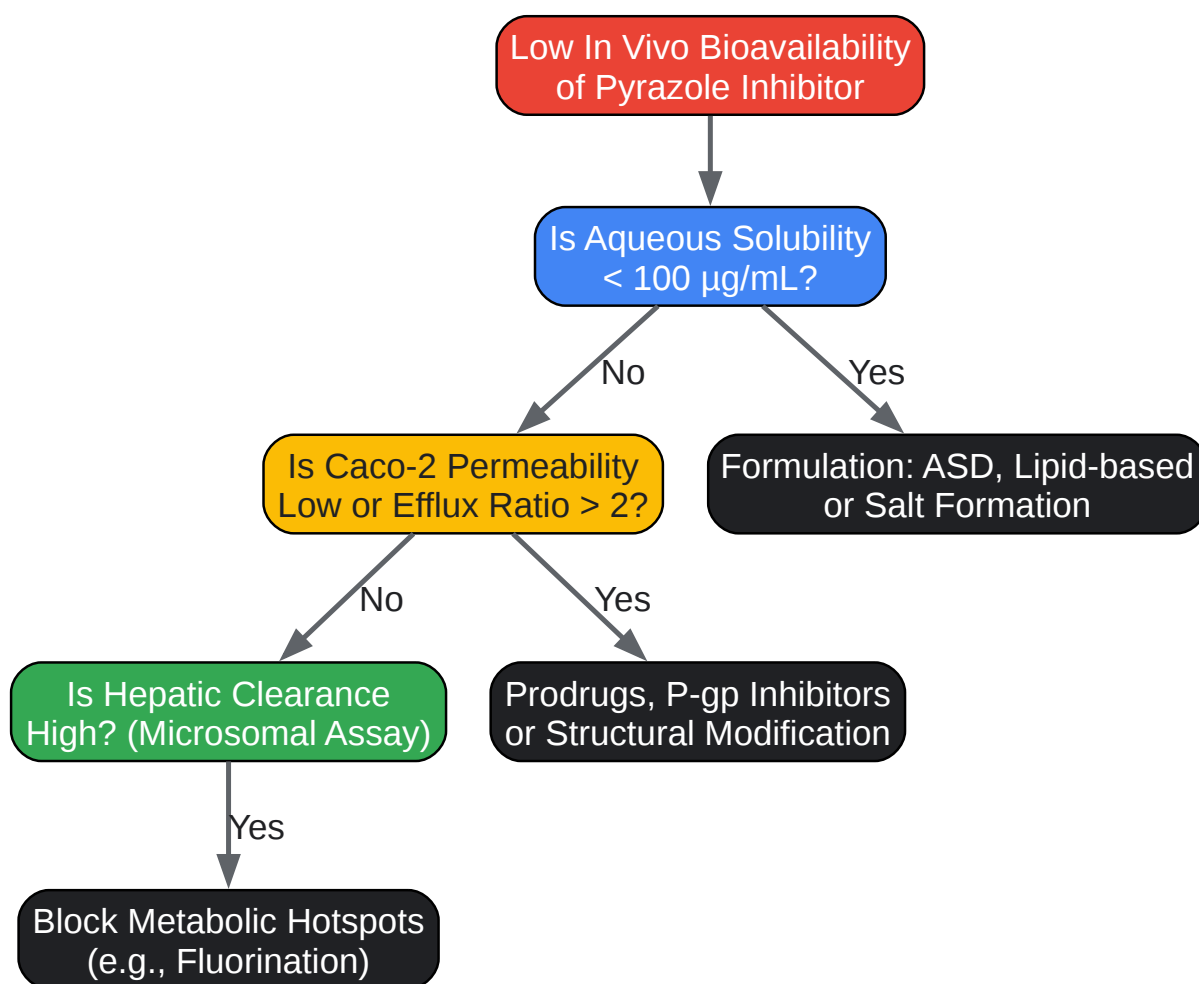 Low In Vivo Bioavailability
of Pyrazole Inhibitor
Is Aqueous Solubility
< 100 µg/mL?
No
Yes
Is Caco-2 Permeability
Low or Efflux Ratio > 2?
Formulation: ASD, Lipid-based
or Salt Formation
No
Yes
Is Hepatic Clearance
High? (Microsomal Assay)
Prodrugs, P-gp Inhibitors
or Structural Modification
Yes
Block Metabolic Hotspots
(e.g., Fluorination)